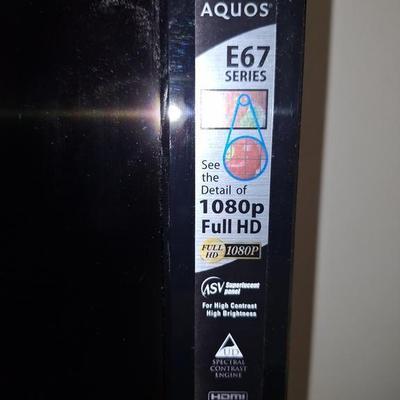 AQUOS
E67
SERIES
See
the
Detail of
1080p
Full HD
FULL
HD
1080P
ASV Superlucent
panel
For High Contrast
High Brightness
UD
SPECTRAL
CONTRAST
ENGINE
HDMI